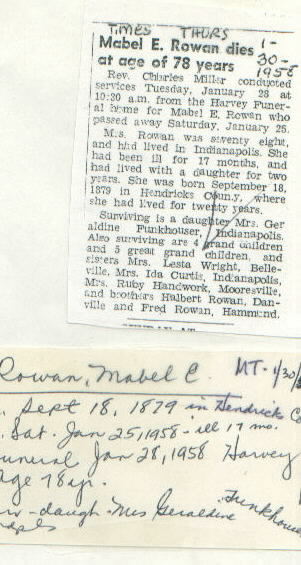 TIMES THURS
1-
30-
1958
Mabel E. Rowan dies
at age of 78 years
Rev. Charles Miller conducted
services Tuesday, January 28 at
10:30 a.m. from the Harvey Funer-
al home for Mabel E. Rowan who
passed away Saturday, January 25.
Mrs. Rowan was seventy eight,
and had lived in Indianapolis. She
had been ill for 17 months, and
had lived with a daughter for two
years. She was born September 18,
1879 in Hendricks County, where
she had lived for twenty years.
Surviving is a daughter Mrs. Ger
aldine Funkhouser, Indianapolis.
Also surviving are 4 grand children
and 5 great grand children, and
sisters Mrs. Lesta Wright, Belle-
ville, Mrs. Ida Curtis, Indianapolis,
Mrs. Ruby Handwork, Mooresville,
and brothers Halbert Rowan, Dan-
ville and Fred Rowan, Hammond.
Rowan, Mabel E. MT-1/30/
Sept 18, 1879 in Hendricks Co
Sat. Jan 25, 1958 - ill 17 mo.
Funeral Jan 28, 1958 Harvey
age 78 yr.
daugh - Mrs Geraldine Funkhouse